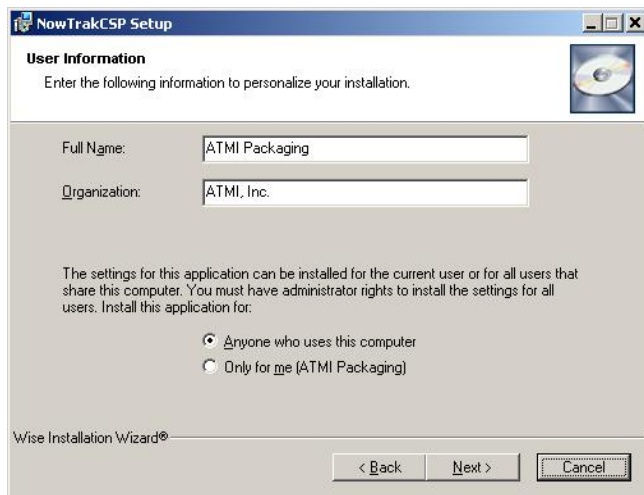 NowTrakCSP Setup
User Information
Enter the following information to personalize your installation.
Full Name:
ATMI Packaging
Organization:
ATMI, Inc.
The settings for this application can be installed for the current user or for all users that
share this computer. You must have administrator rights to install the settings for all
users. Install this application for:
Anyone who uses this computer
Only for me (ATMI Packaging)
Wise Installation Wizard®
< Back
Next >
Cancel